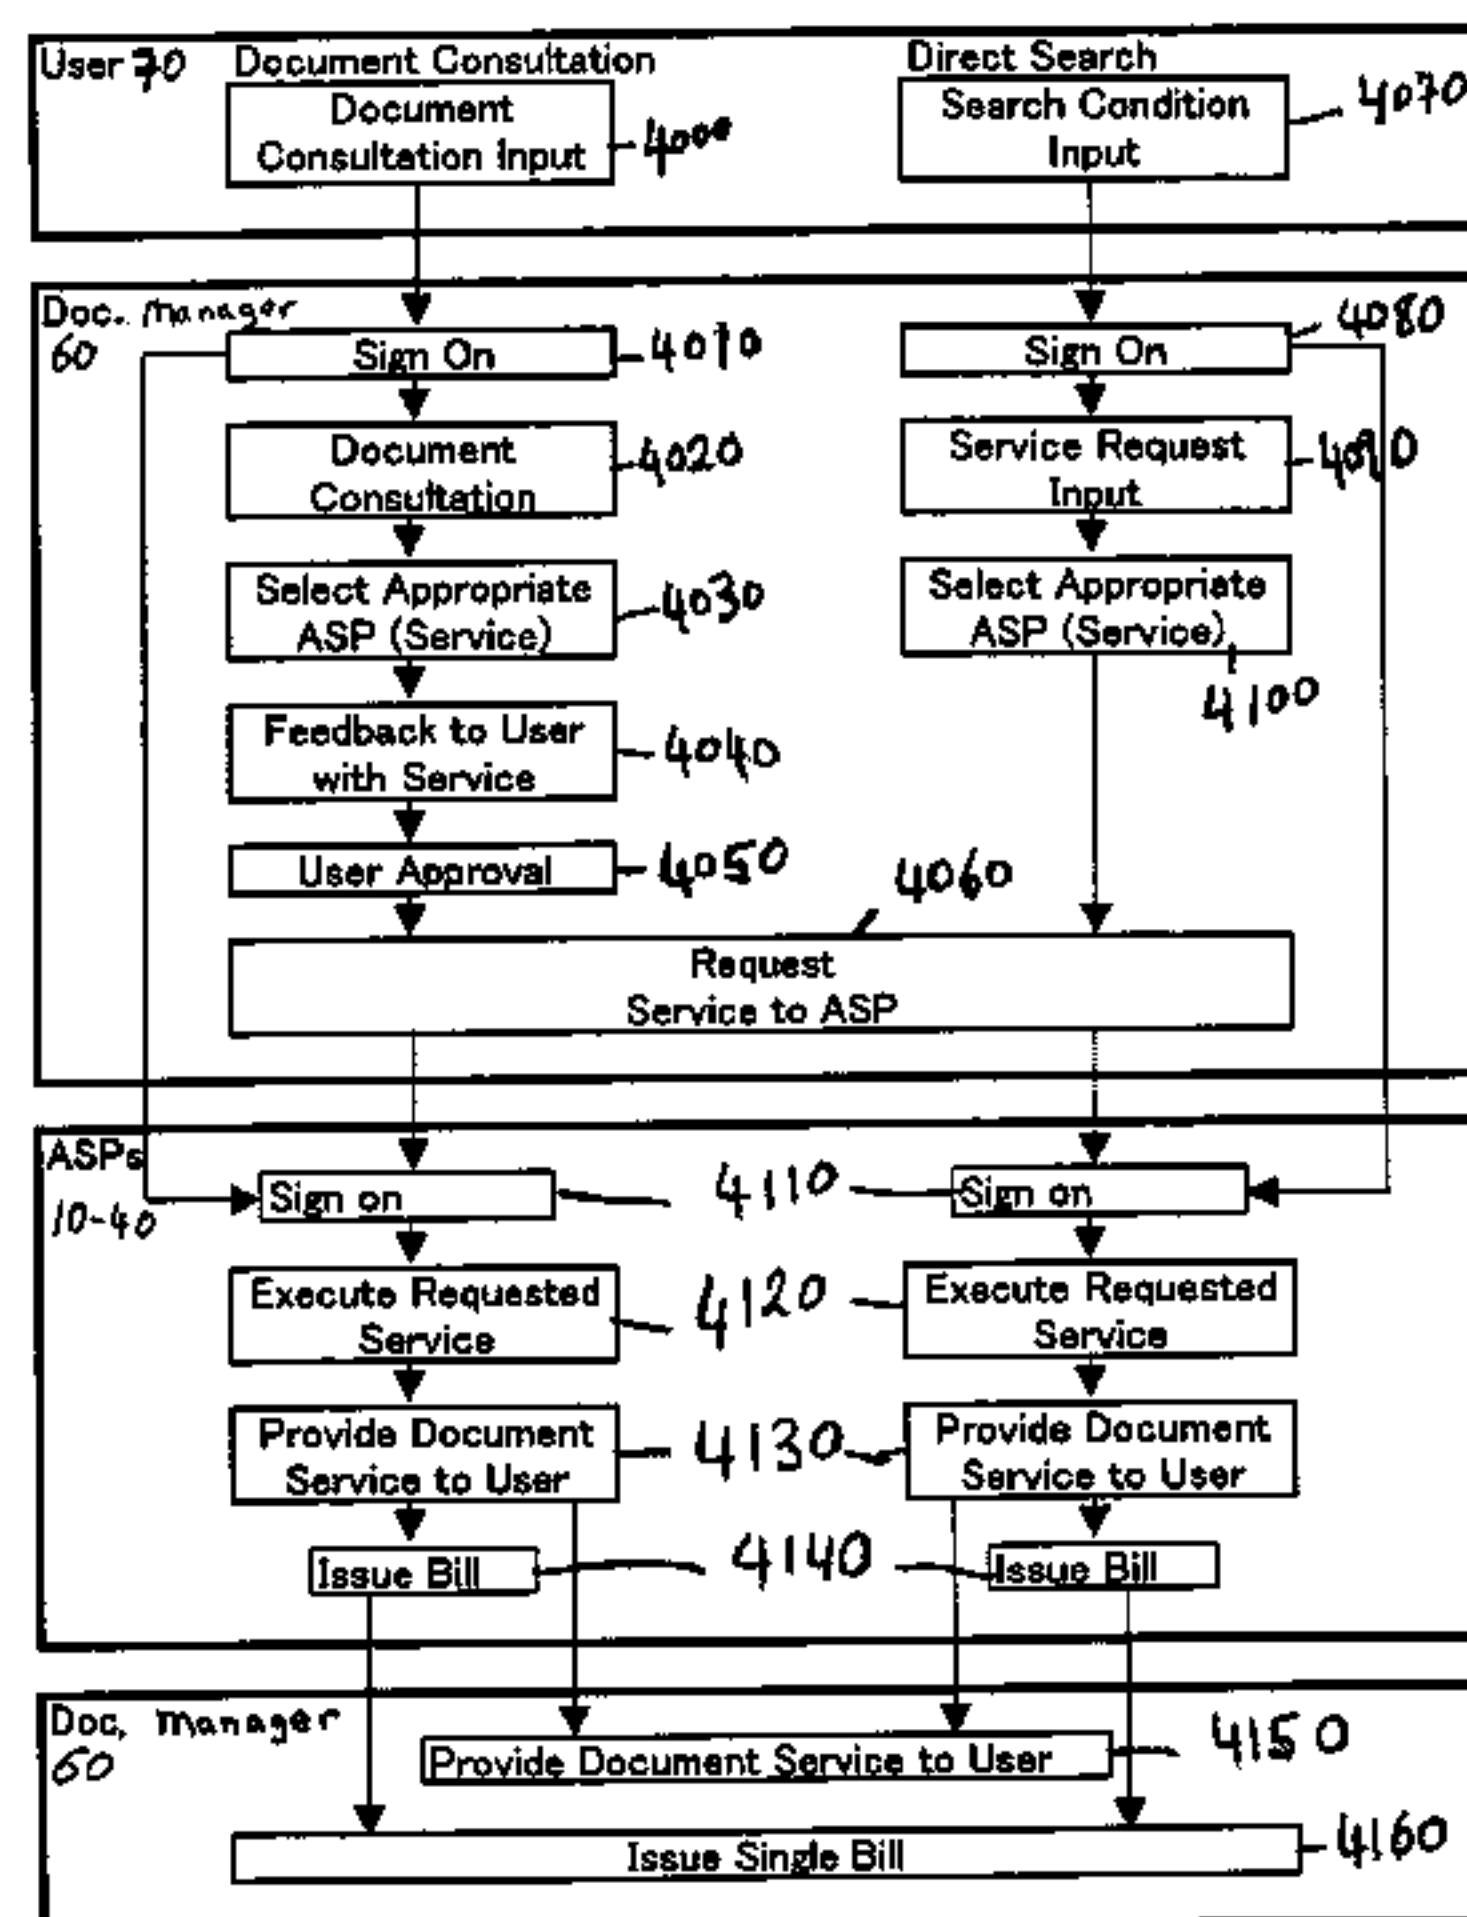 User 70 Document Consultation Direct Search
Document
Consultation Input
4000
Search Condition
Input
4070
Doc. Manager
60
Sign On
4010
Sign On
4080
Document
Consultation
4020
Service Request
Input
4090
Select Appropriate
ASP (Service)
4030
Select Appropriate
ASP (Service)
4100
Feedback to User
with Service
4040
User Approval
4050
4060
Request
Service to ASP
ASPs
10-40
Sign on
4110
Sign on
Execute Requested
Service
4120
Execute Requested
Service
Provide Document
Service to User
4130
Provide Document
Service to User
Issue Bill
4140
Issue Bill
Doc. Manager
60
Provide Document Service to User
4150
Issue Single Bill
4160